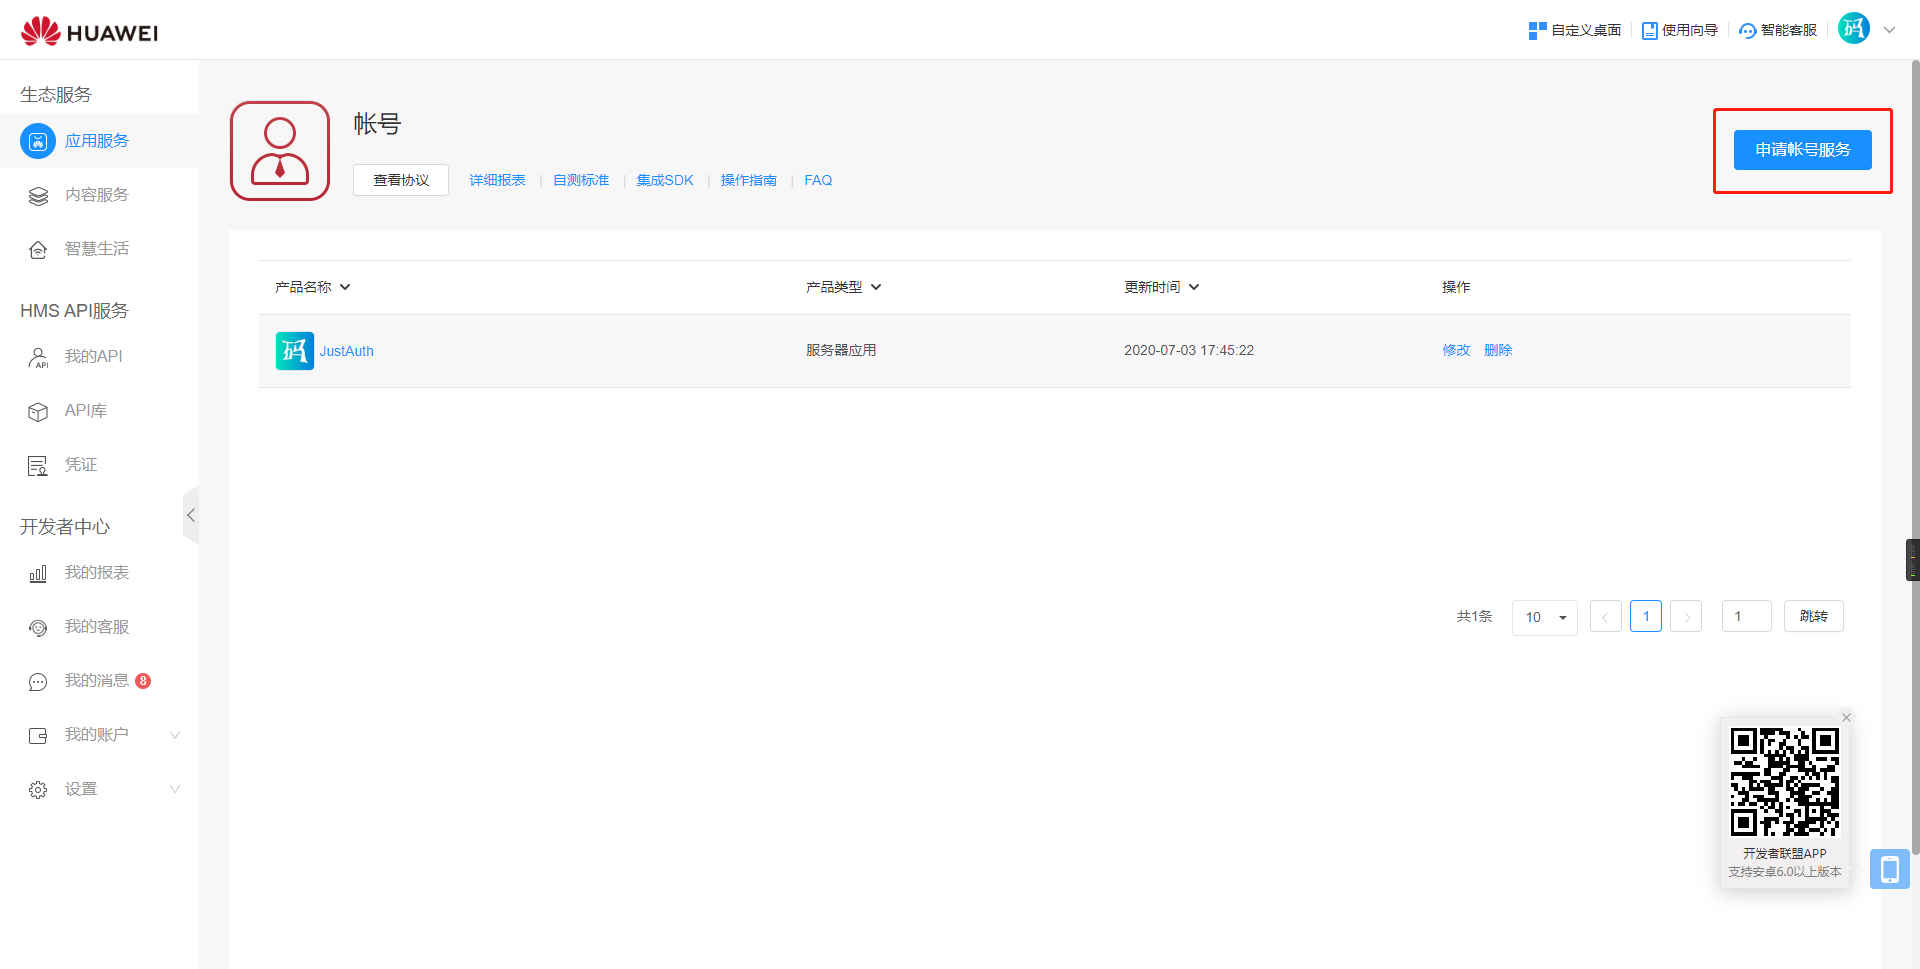 HUAWEI
自定义桌面
使用向导
智能客服
码
生态服务
应用服务
内容服务
智慧生活
HMS API服务
我的API
API库
凭证
开发者中心
我的报表
我的客服
我的消息 8
我的账户
设置
帐号
查看协议 详细报表 | 自测标准 | 集成SDK | 操作指南 | FAQ
申请帐号服务
产品名称 产品类型 更新时间 操作
码 JustAuth 服务器应用 2020-07-03 17:45:22 修改 删除
共1条 10 1 1 跳转
开发者联盟APP
支持安卓6.0以上版本